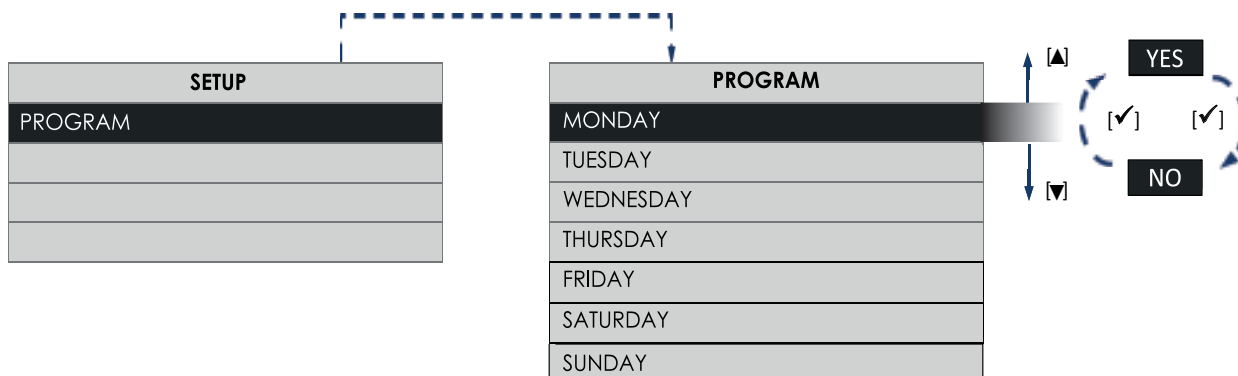 SETUP
PROGRAM
PROGRAM
MONDAY
TUESDAY
WEDNESDAY
THURSDAY
FRIDAY
SATURDAY
SUNDAY
[▲]
YES
[✓] [✓]
NO
[▼]